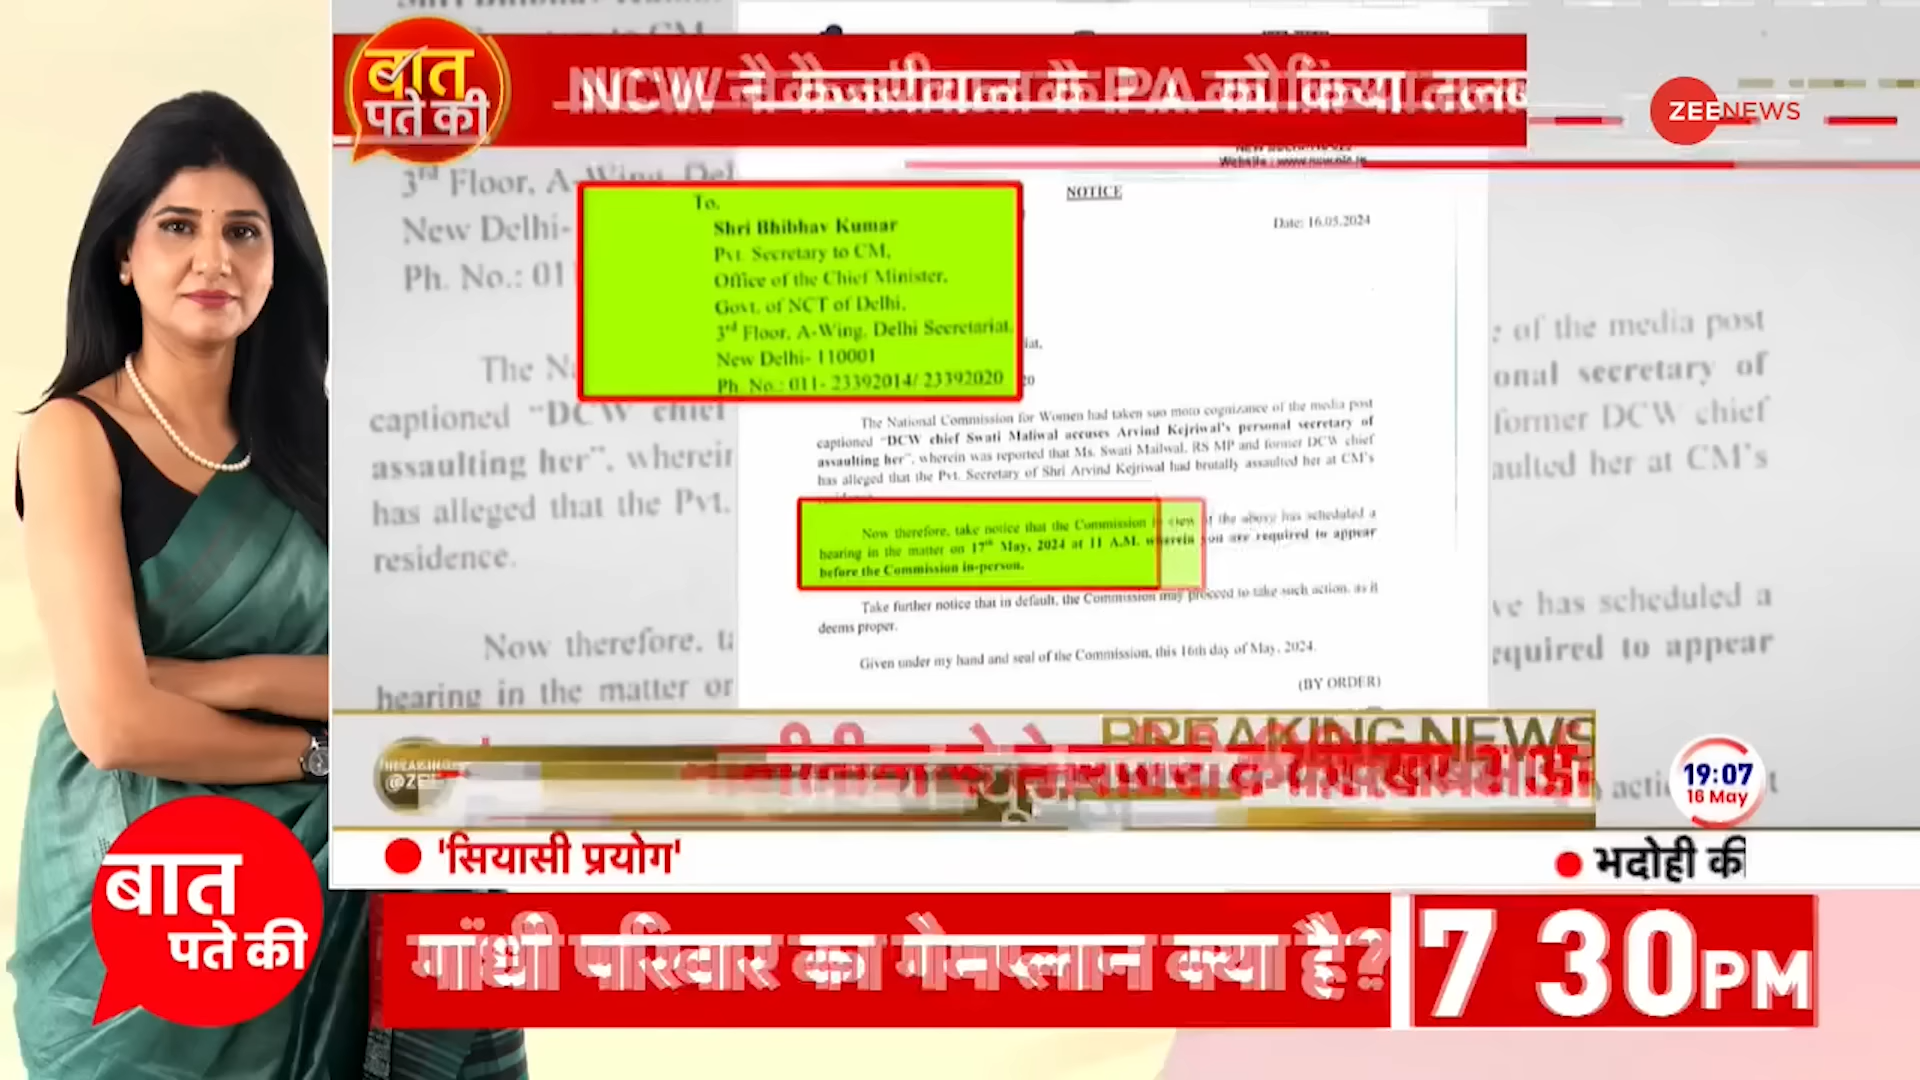 बात
पते की
NCW ने केजरीवाल के PA को किया तलब
ZEE NEWS
3rd Floor, A-Wing, Del
New Delhi-
Ph. No.: 011
The Na
captioned “DCW chief
assaulting her”, wherein
has alleged that the Pvt.
residence.
Now therefore, ta
hearing in the matter on
To,
Shri Bhibhav Kumar
Pvt. Secretary to CM,
Office of the Chief Minister,
Govt. of NCT of Delhi,
3rd Floor, A-Wing, Delhi Secretariat,
New Delhi- 110001
Ph. No.: 011- 23392014/ 23392020
NOTICE
Date: 16.05.2024
The National Commission for Women had taken suo moto cognizance of the media post
captioned “DCW chief Swati Maliwal accuses Arvind Kejriwal’s personal secretary of
assaulting her”, wherein was reported that Ms. Swati Maliwal, RS MP and former DCW chief
has alleged that the Pvt. Secretary of Shri Arvind Kejriwal had brutally assaulted her at CM’s
Now therefore, take notice that the Commission in view of the above has scheduled a
hearing in the matter on 17th May, 2024 at 11 A.M. wherein you are required to appear
before the Commission in-person.
Take further notice that in default, the Commission may proceed to take such action, as it
deems proper.
Given under my hand and seal of the Commission, this 16th day of May, 2024.
(BY ORDER)
of the media post
onal secretary of
former DCW chief
aulted her at CM’s
ve has scheduled a
equired to appear
BREAKING NEWS
@ZEE
19:07
16 May
'सियासी प्रयोग'
भदोही की
बात
पते की
गांधी परिवार का गेमप्लान क्या है?
7 30PM